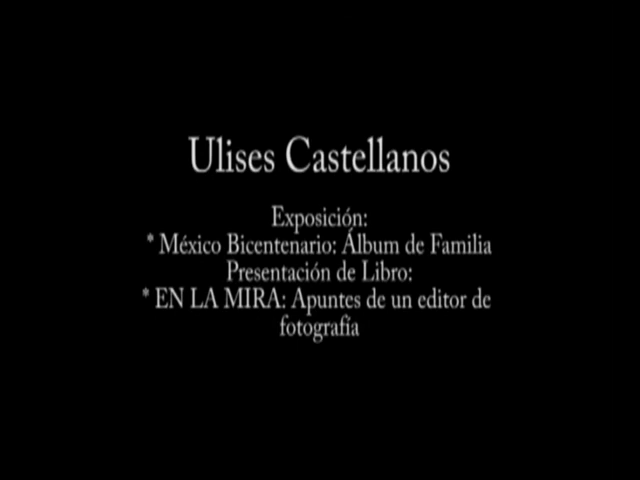 Ulises Castellanos
Exposición:
* México Bicentenario: Álbum de Familia
Presentación de Libro:
* EN LA MIRA: Apuntes de un editor de
fotografía